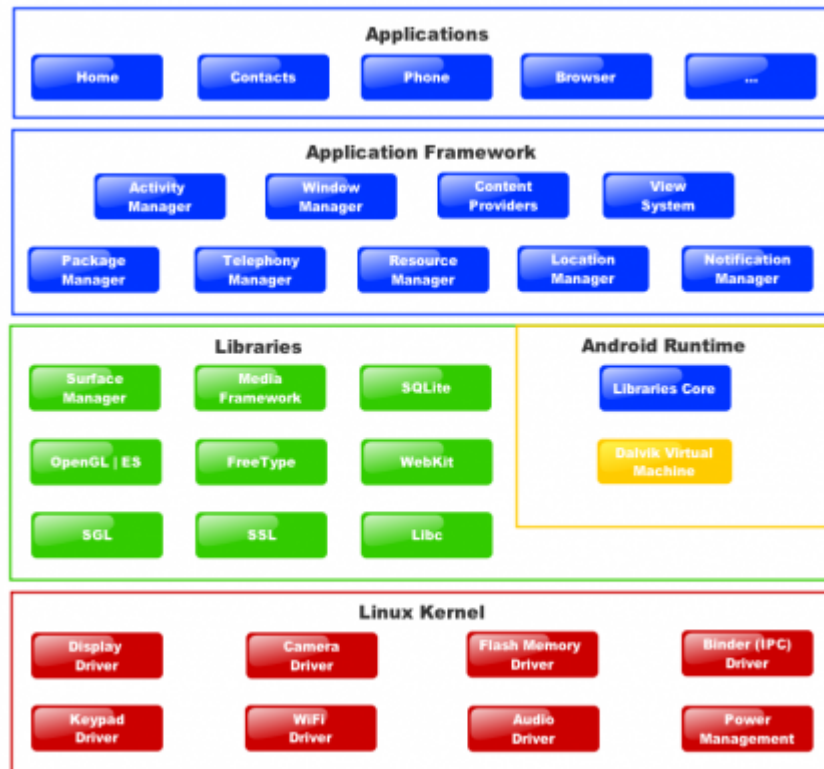 Applications
Home
Contacts
Phone
Browser
...
Application Framework
Activity
Manager
Window
Manager
Content
Providers
View
System
Package
Manager
Telephony
Manager
Resource
Manager
Location
Manager
Notification
Manager
Libraries
Surface
Manager
Media
Framework
SQLite
OpenGL | ES
FreeType
WebKit
SGL
SSL
Libc
Android Runtime
Libraries Core
Dalvik Virtual
Machine
Linux Kernel
Display
Driver
Camera
Driver
Flash Memory
Driver
Binder (IPC)
Driver
Keypad
Driver
WiFi
Driver
Audio
Driver
Power
Management